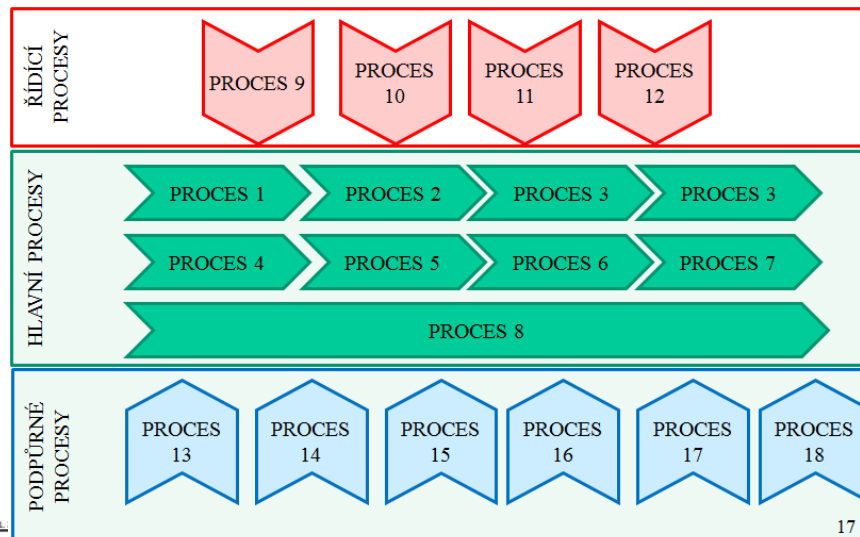 ŘÍDÍCÍ
PROCESY
PROCES 9
PROCES
10
PROCES
11
PROCES
12
HLAVNÍ PROCESY
PROCES 1
PROCES 2
PROCES 3
PROCES 3
PROCES 4
PROCES 5
PROCES 6
PROCES 7
PROCES 8
PODPŮRNÉ
PROCESY
PROCES
13
PROCES
14
PROCES
15
PROCES
16
PROCES
17
PROCES
18
17